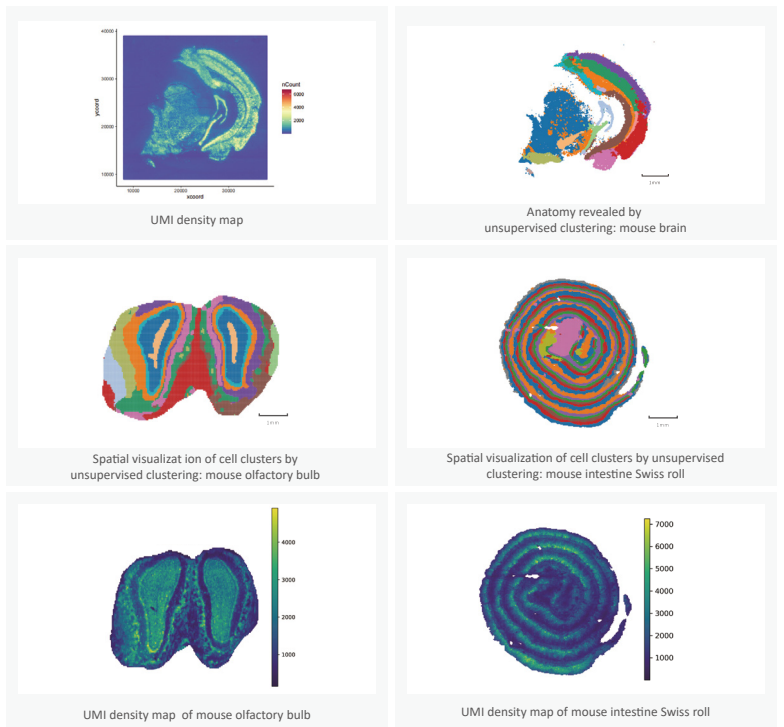 40000
30000
20000
10000
ycoord
10000
20000
30000
xcoord
nCount
6000
4000
2000
UMI density map
1mm
Anatomy revealed by
unsupervised clustering: mouse brain
1mm
Spatial visualizat ion of cell clusters by
unsupervised clustering: mouse olfactory bulb
1mm
Spatial visualization of cell clusters by unsupervised
clustering: mouse intestine Swiss roll
4000
3000
2000
1000
UMI density map of mouse olfactory bulb
7000
6000
5000
4000
3000
2000
1000
UMI density map of mouse intestine Swiss roll